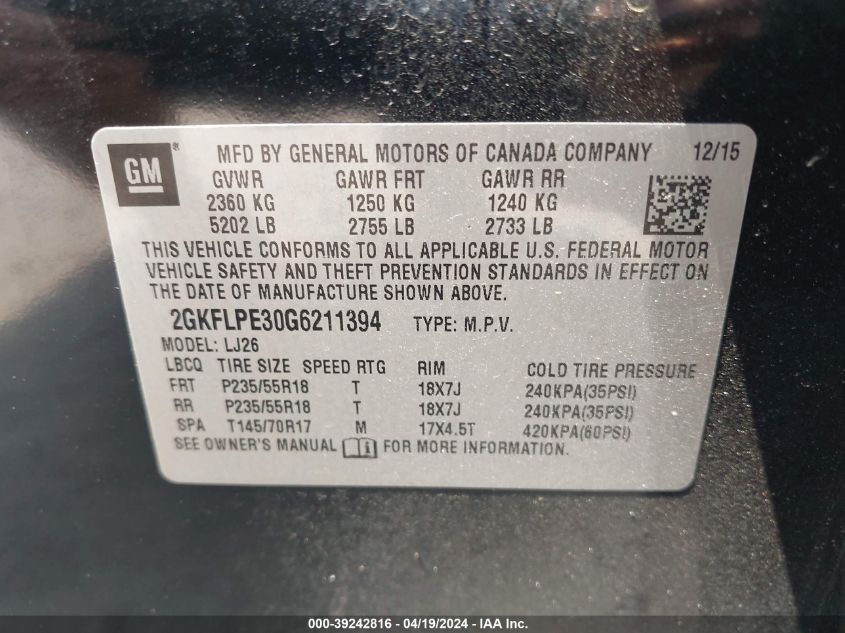 GM ® MFD BY GENERAL MOTORS OF CANADA COMPANY 12/15
GVWR GAWR FRT GAWR RR
2360 KG 1250 KG 1240 KG
5202 LB 2755 LB 2733 LB
THIS VEHICLE CONFORMS TO ALL APPLICABLE U.S. FEDERAL MOTOR
VEHICLE SAFETY AND THEFT PREVENTION STANDARDS IN EFFECT ON
THE DATE OF MANUFACTURE SHOWN ABOVE.
2GKFLPE30G6211394 TYPE: M.P.V.
MODEL: LJ26
LBCQ TIRE SIZE SPEED RTG RIM COLD TIRE PRESSURE
FRT P235/55R18 T 18X7J 240KPA(35PSI)
RR P235/55R18 T 18X7J 240KPA(35PSI)
SPA T145/70R17 M 17X4.5T 420KPA(60PSI)
SEE OWNER'S MANUAL FOR MORE INFORMATION.
000-39242816 - 04/19/2024 - IAA Inc.